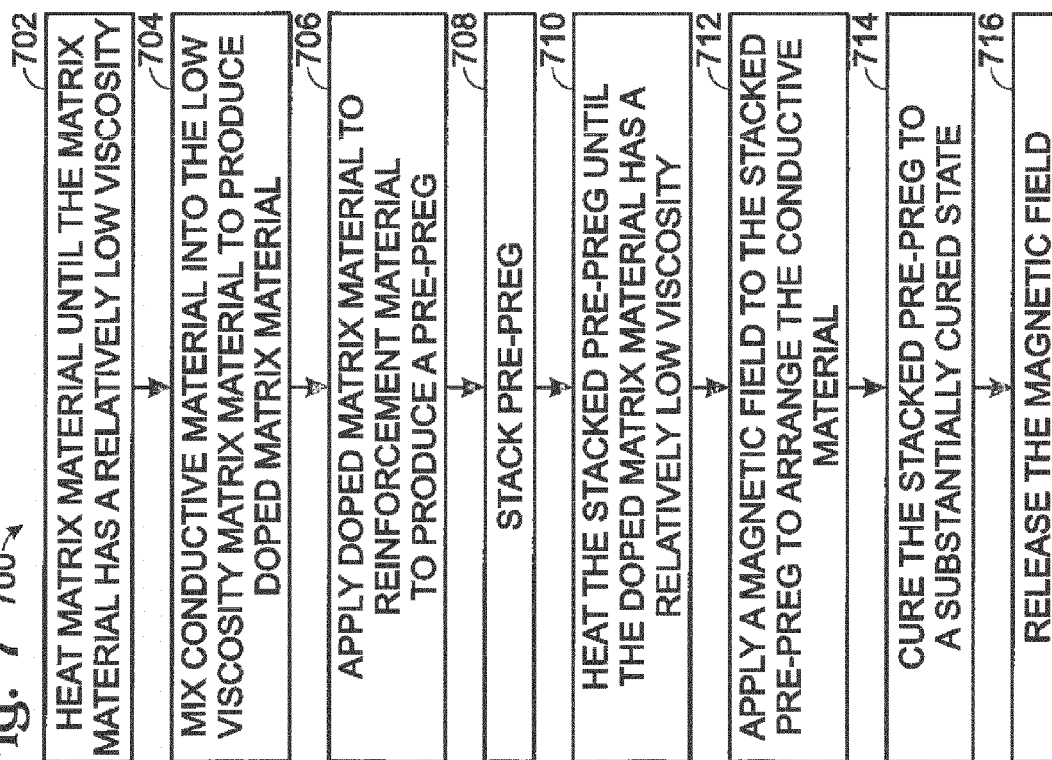 Fig. 7 700
702
HEAT MATRIX MATERIAL UNTIL THE MATRIX
MATERIAL HAS A RELATIVELY LOW VISCOSITY
704
MIX CONDUCTIVE MATERIAL INTO THE LOW
VISCOSITY MATRIX MATERIAL TO PRODUCE
DOPED MATRIX MATERIAL
706
APPLY DOPED MATRIX MATERIAL TO
REINFORCEMENT MATERIAL
TO PRODUCE A PRE-PREG
708
STACK PRE-PREG
710
HEAT THE STACKED PRE-PREG UNTIL
THE DOPED MATRIX MATERIAL HAS A
RELATIVELY LOW VISCOSITY
712
APPLY A MAGNETIC FIELD TO THE STACKED
PRE-PREG TO ARRANGE THE CONDUCTIVE
MATERIAL
714
CURE THE STACKED PRE-PREG TO
A SUBSTANTIALLY CURED STATE
716
RELEASE THE MAGNETIC FIELD